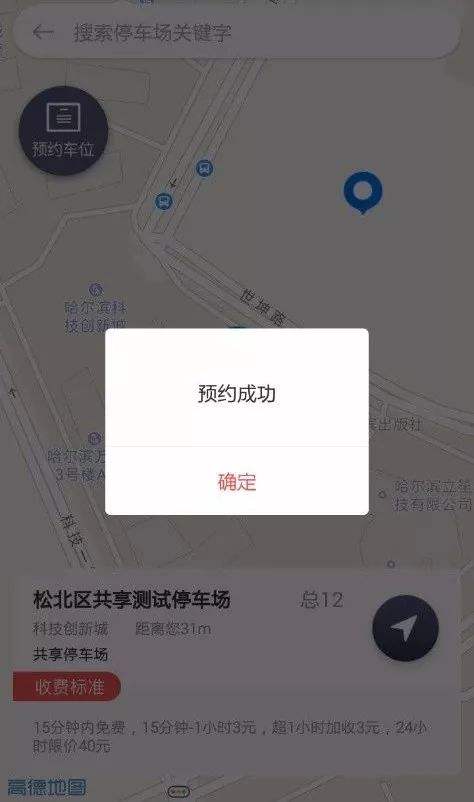 搜索停车场关键字
预约车位
世坤路
哈尔滨科
技创新城
预约成功
滨出版社
哈尔滨万
3号楼A
确定
哈尔滨立笙
技有限公司
科技二
松北区共享测试停车场
总12
科技创新城 距离您31m
共享停车场
收费标准
15分钟内免费，15分钟-1小时3元，超1小时加收3元，24小
时限价40元
高德地图